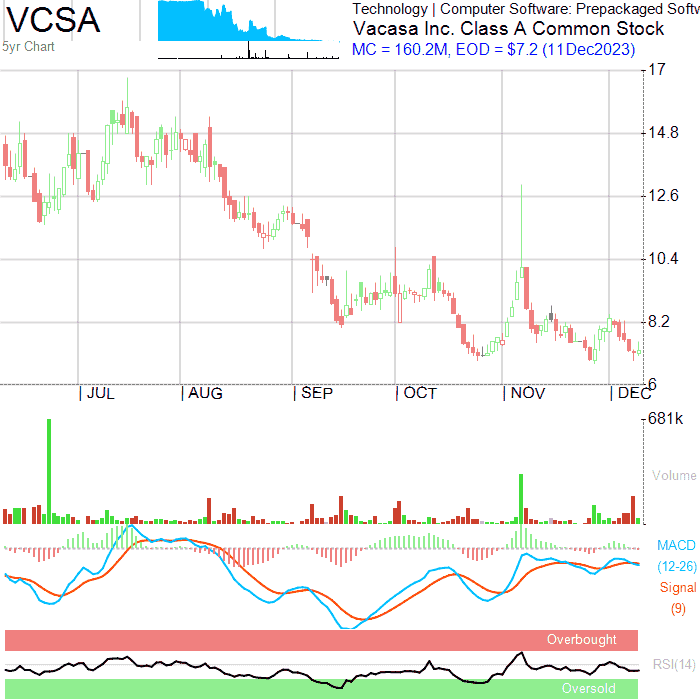 VCSA
5yr Chart
Technology | Computer Software: Prepackaged Softw
Vacasa Inc. Class A Common Stock
MC = 160.2M, EOD = $7.2 (11Dec2023)
17
14.8
12.6
10.4
8.2
6
JUL AUG SEP OCT NOV DEC
681k
Volume
MACD
(12-26)
Signal
(9)
Overbought
RSI(14)
Oversold